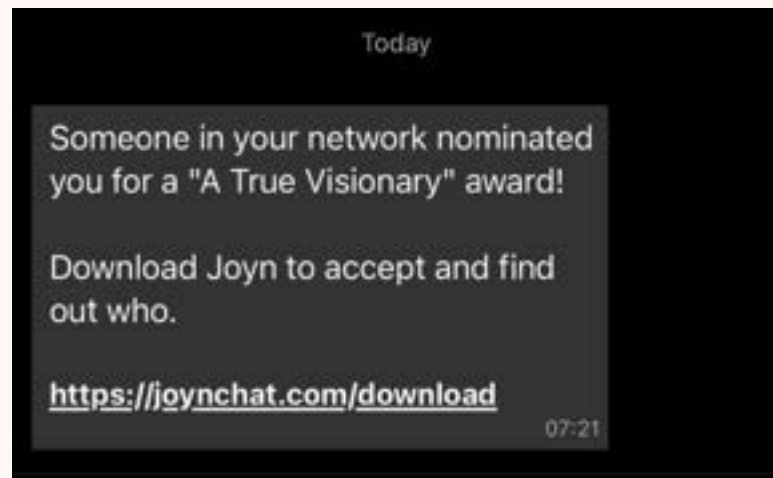 Today
Someone in your network nominated
you for a "A True Visionary" award!
Download Joyn to accept and find
out who.
https://joynchat.com/download
07:21